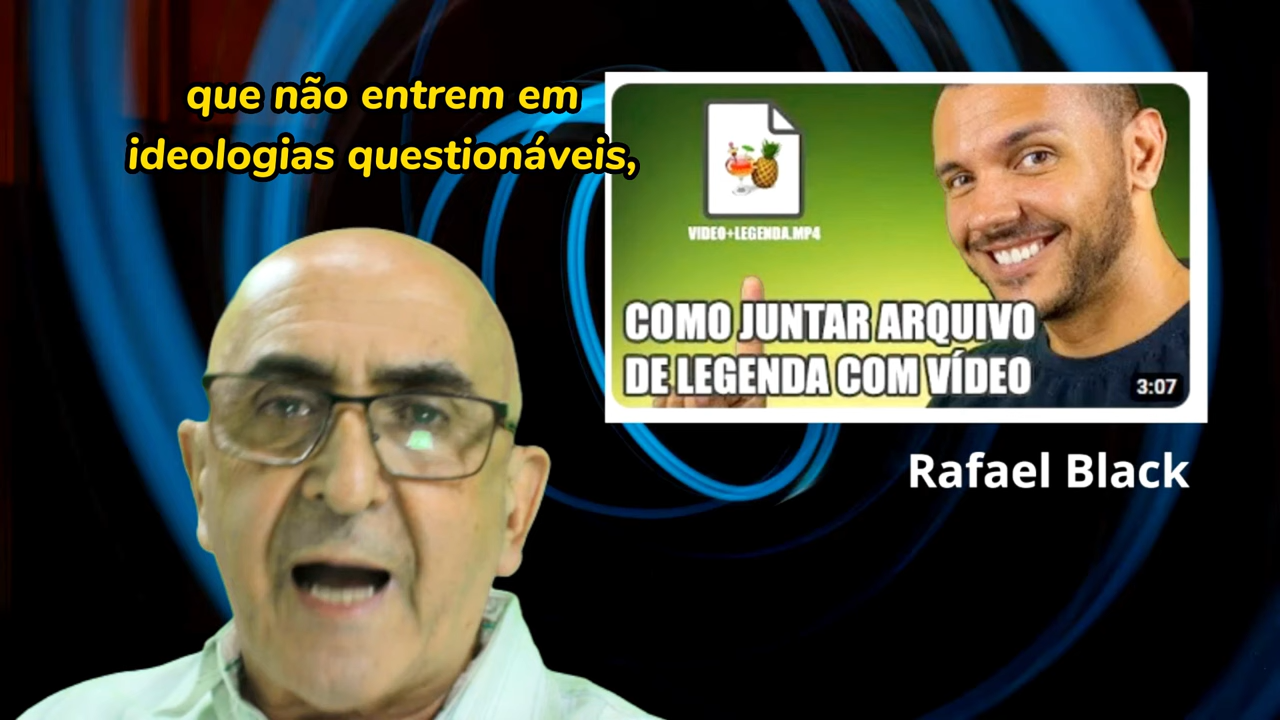 que não entrem em
ideologias questionáveis,
VIDEO+LEGENDA.MP4
COMO JUNTAR ARQUIVO
DE LEGENDA COM VÍDEO
3:07
Rafael Black